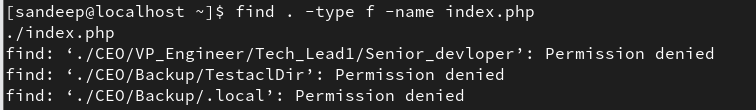 [sandeep@localhost ~]$ find . -type f -name index.php
./index.php
find: ‘./CEO/VP_Engineer/Tech_Lead1/Senior_devloper’: Permission denied
find: ‘./CEO/Backup/TestaclDir’: Permission denied
find: ‘./CEO/Backup/.local’: Permission denied